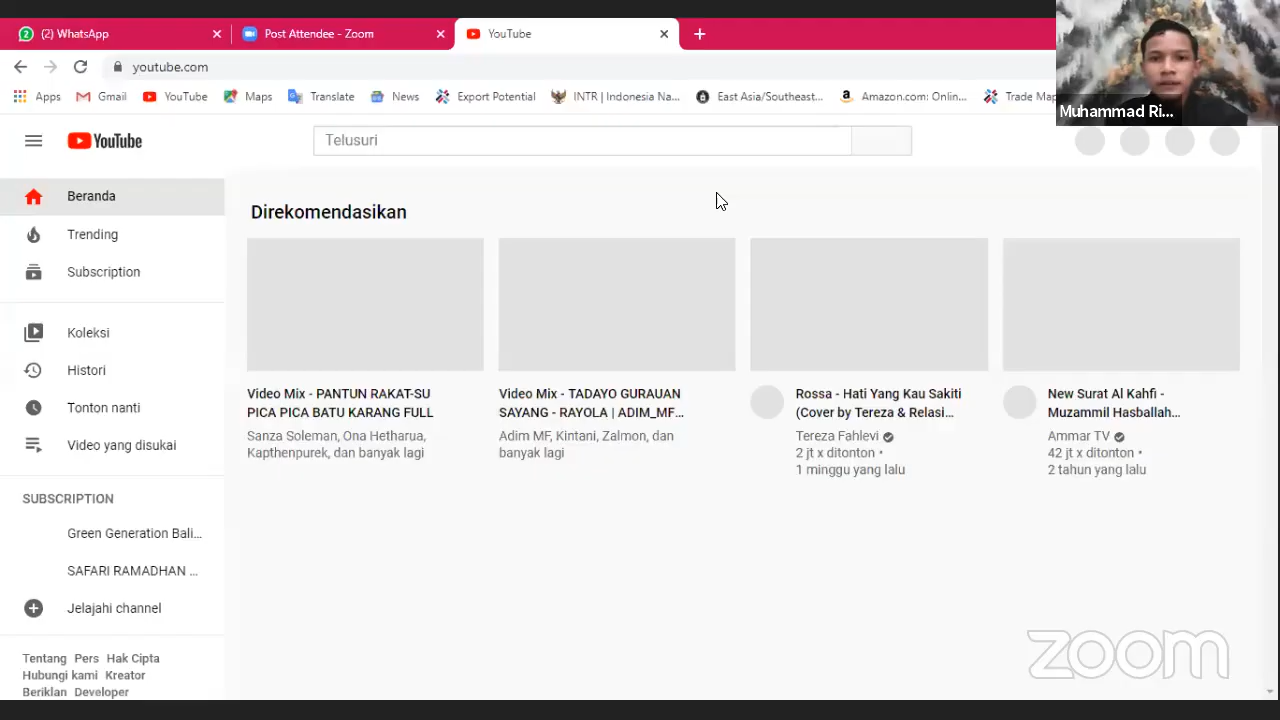 (2) WhatsApp
Post Attendee - Zoom
YouTube
youtube.com
Apps
Gmail
YouTube
Maps
Translate
News
Export Potential
INTR | Indonesia Na...
East Asia/Southeast...
Amazon.com: Onlin...
Trade Map
Muhammad Ri...
YouTube
Telusuri
Beranda
Trending
Subscription
Koleksi
Histori
Tonton nanti
Video yang disukai
SUBSCRIPTION
Green Generation Bali...
SAFARI RAMADHAN ...
Jelajahi channel
Tentang Pers Hak Cipta
Hubungi kami Kreator
Beriklan Developer
Direkomendasikan
Video Mix - PANTUN RAKAT-SU
PICA PICA BATU KARANG FULL
Sanza Soleman, Ona Hetharua,
Kapthenpurek, dan banyak lagi
Video Mix - TADAYO GURAUAN
SAYANG - RAYOLA | ADIM_MF...
Adim MF, Kintani, Zalmon, dan
banyak lagi
Rossa - Hati Yang Kau Sakiti
(Cover by Tereza & Relasi...
Tereza Fahlevi
2 jt x ditonton •
1 minggu yang lalu
New Surat Al Kahfi -
Muzammil Hasballah...
Ammar TV
42 jt x ditonton •
2 tahun yang lalu
zoom